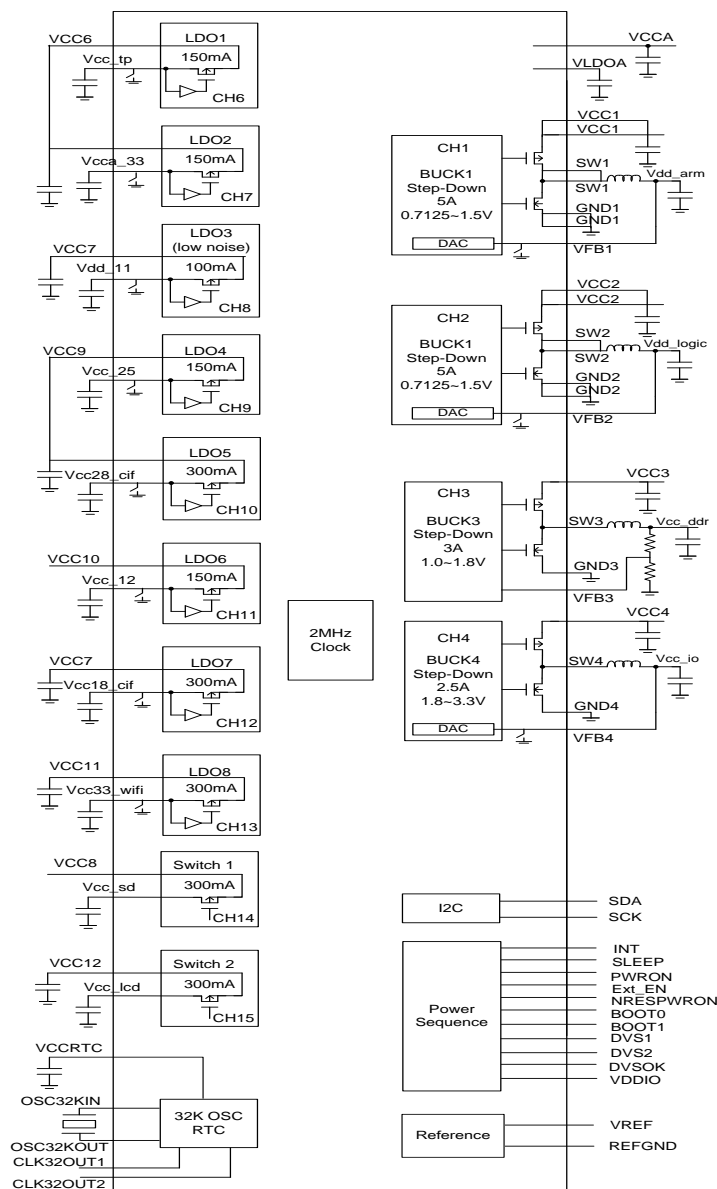 VCC6
LDO1
150mA
Vcc_tp
CH6
LDO2
150mA
Vcca_33
CH7
LDO3
(low noise)
VCC7
100mA
Vdd_11
CH8
VCC9
LDO4
150mA
Vcc_25
CH9
LDO5
300mA
Vcc28_cif
CH10
VCC10
LDO6
150mA
Vcc_12
CH11
VCC7
LDO7
300mA
Vcc18_cif
CH12
VCC11
LDO8
300mA
Vcc33_wifi
CH13
VCC8
Switch 1
300mA
Vcc_sd
CH14
VCC12
Switch 2
300mA
Vcc_lcd
CH15
VCCRTC
OSC32KIN
32K OSC
RTC
OSC32KOUT
CLK32OUT1
CLK32OUT2
2MHz
Clock
VCCA
VLDOA
CH1
BUCK1
Step-Down
5A
0.7125~1.5V
DAC
VCC1
VCC1
SW1
SW1
Vdd_arm
GND1
GND1
VFB1
CH2
BUCK1
Step-Down
5A
0.7125~1.5V
DAC
VCC2
VCC2
SW2
SW2
Vdd_logic
GND2
GND2
VFB2
CH3
BUCK3
Step-Down
3A
1.0~1.8V
VCC3
SW3
Vcc_ddr
GND3
VFB3
CH4
BUCK4
Step-Down
2.5A
1.8~3.3V
DAC
VCC4
SW4
Vcc_io
GND4
VFB4
I2C
SDA
SCK
Power
Sequence
INT
SLEEP
PWRON
Ext_EN
NRESPWRON
BOOT0
BOOT1
DVS1
DVS2
DVSOK
VDDIO
Reference
VREF
REFGND